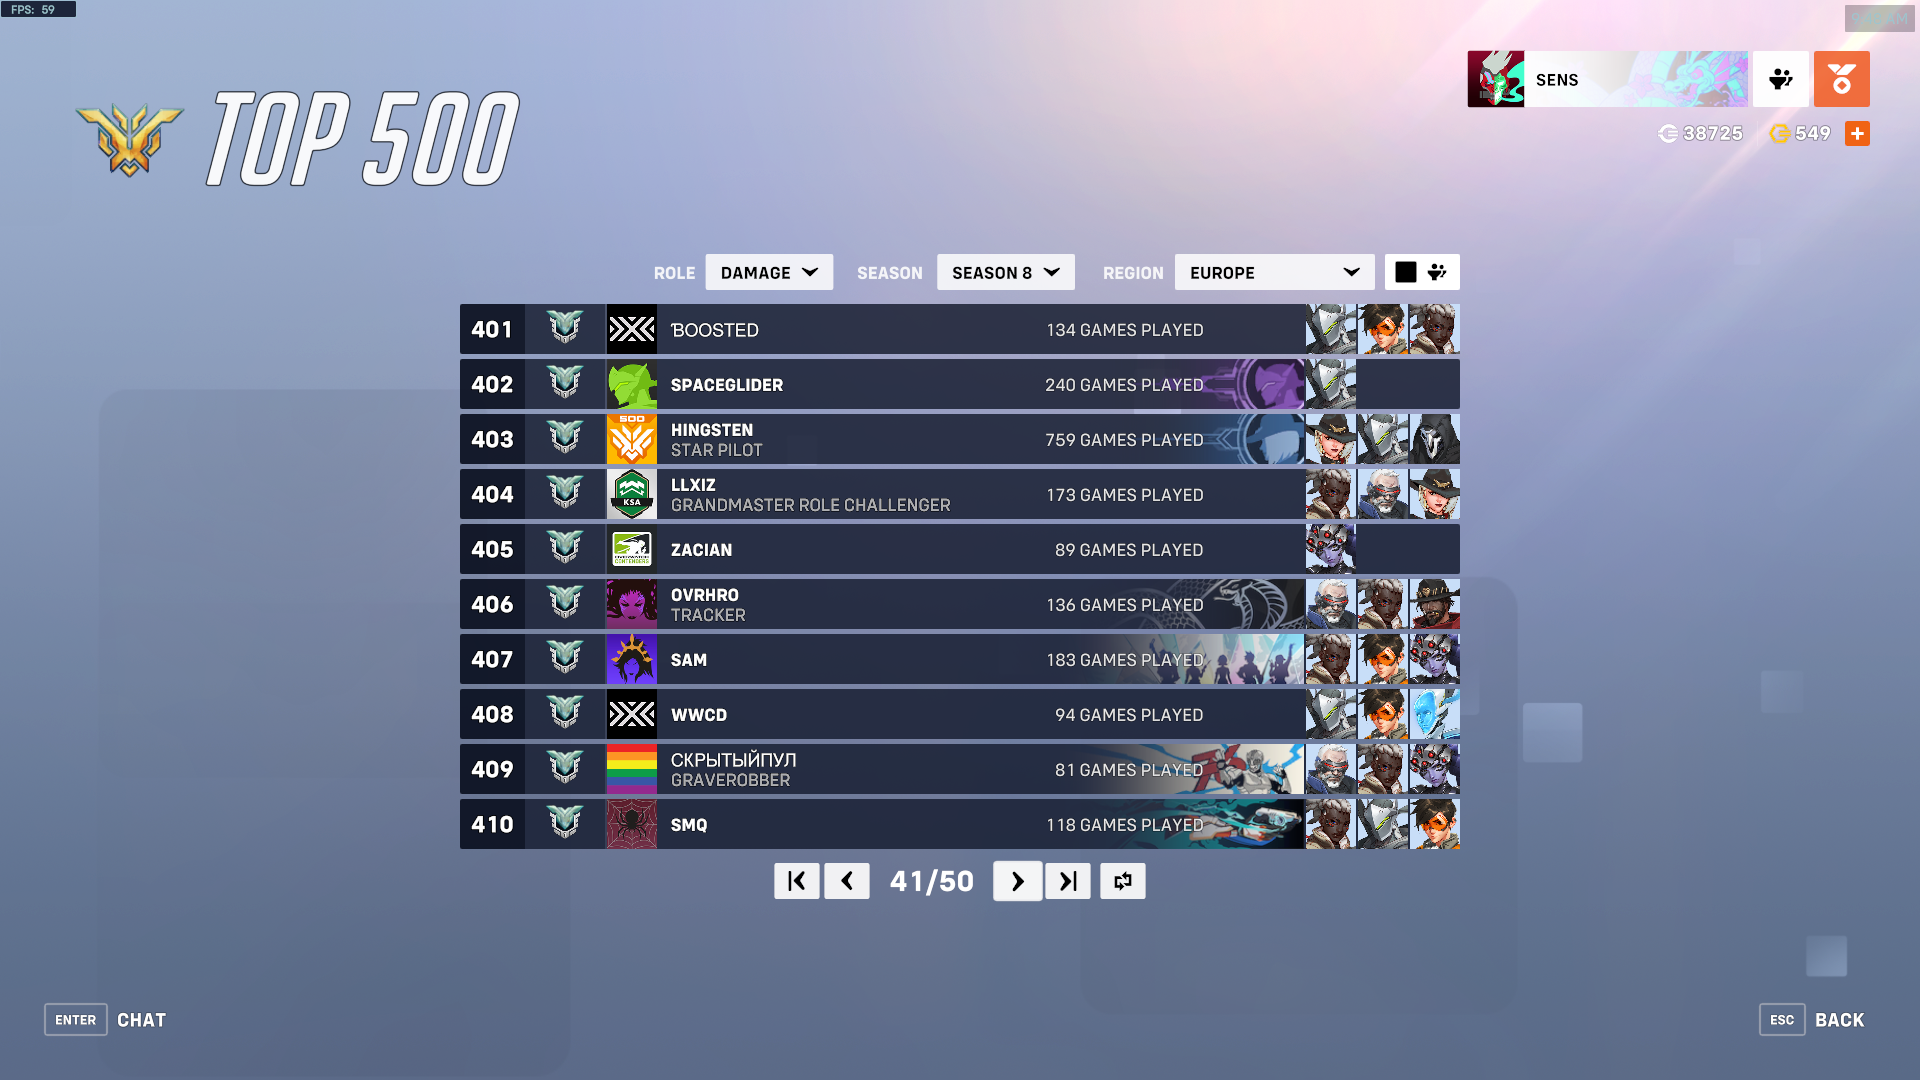 FPS: 59
TOP 500
SENS
38725
549
ROLE DAMAGE SEASON SEASON 8 REGION EUROPE
401 ƁOOSTED 134 GAMES PLAYED
402 SPACEGLIDER 240 GAMES PLAYED
500
403 HINGSTEN 759 GAMES PLAYED
STAR PILOT
404 LLXIZ 173 GAMES PLAYED
KSA
GRANDMASTER ROLE CHALLENGER
405 ZACIAN 89 GAMES PLAYED
CONTENDERS
406 OVRHRO 136 GAMES PLAYED
TRACKER
407 SAM 183 GAMES PLAYED
408 WWCD 94 GAMES PLAYED
409 СКРЫТЫЙПУЛ 81 GAMES PLAYED
GRAVEROBBER
410 SMQ 118 GAMES PLAYED
41/50
ENTER CHAT
ESC BACK